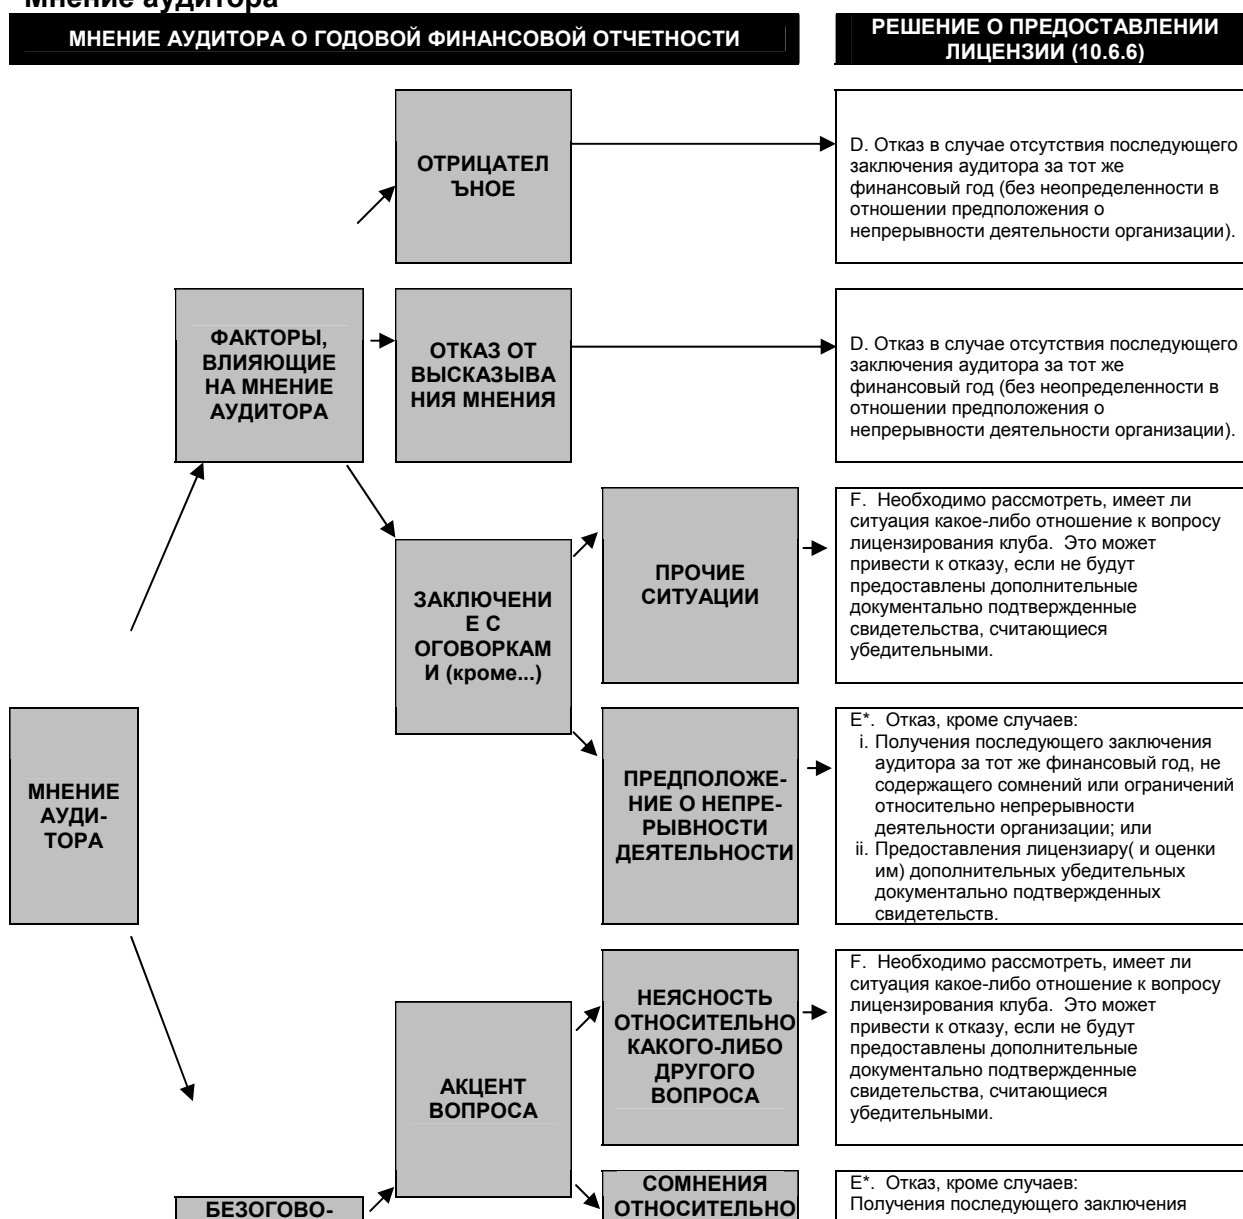 Мнение аудитора
МНЕНИЕ АУДИТОРА О ГОДОВОЙ ФИНАНСОВОЙ ОТЧЕТНОСТИ
РЕШЕНИЕ О ПРЕДОСТАВЛЕНИИ
ЛИЦЕНЗИИ (10.6.6)
ОТРИЦАТЕЛ
ЪНОЕ
D. Отказ в случае отсутствия последующего
заключения аудитора за тот же
финансовый год (без неопределенности в
отношении предположения о
непрерывности деятельности организации).
ФАКТОРЫ,
ВЛИЯЮЩИЕ
НА МНЕНИЕ
АУДИТОРА
ОТКАЗ ОТ
ВЫСКАЗЫВА
НИЯ МНЕНИЯ
D. Отказ в случае отсутствия последующего
заключения аудитора за тот же
финансовый год (без неопределенности в
отношении предположения о
непрерывности деятельности организации).
ЗАКЛЮЧЕНИ
Е С
ОГОВОРКАМ
И (кроме...)
ПРОЧИЕ
СИТУАЦИИ
F. Необходимо рассмотреть, имеет ли
ситуация какое-либо отношение к вопросу
лицензирования клуба. Это может
привести к отказу, если не будут
предоставлены дополнительные
документально подтвержденные
свидетельства, считающиеся
убедительными.
МНЕНИЕ
АУДИ-
ТОРА
ПРЕДПОЛОЖЕ-
НИЕ О НЕПРЕ-
РЫВНОСТИ
ДЕЯТЕЛЬНОСТИ
E*. Отказ, кроме случаев:
i. Получения последующего заключения
аудитора за тот же финансовый год, не
содержащего сомнений или ограничений
относительно непрерывности
деятельности организации; или
ii. Предоставления лицензиару( и оценки
им) дополнительных убедительных
документально подтвержденных
свидетельств.
АКЦЕНТ
ВОПРОСА
НЕЯСНОСТЬ
ОТНОСИТЕЛЬНО
КАКОГО-ЛИБО
ДРУГОГО
ВОПРОСА
F. Необходимо рассмотреть, имеет ли
ситуация какое-либо отношение к вопросу
лицензирования клуба. Это может
привести к отказу, если не будут
предоставлены дополнительные
документально подтвержденные
свидетельства, считающиеся
убедительными.
БЕЗОГОВО-
СОМНЕНИЯ
ОТНОСИТЕЛЬНО
E*. Отказ, кроме случаев:
Получения последующего заключения